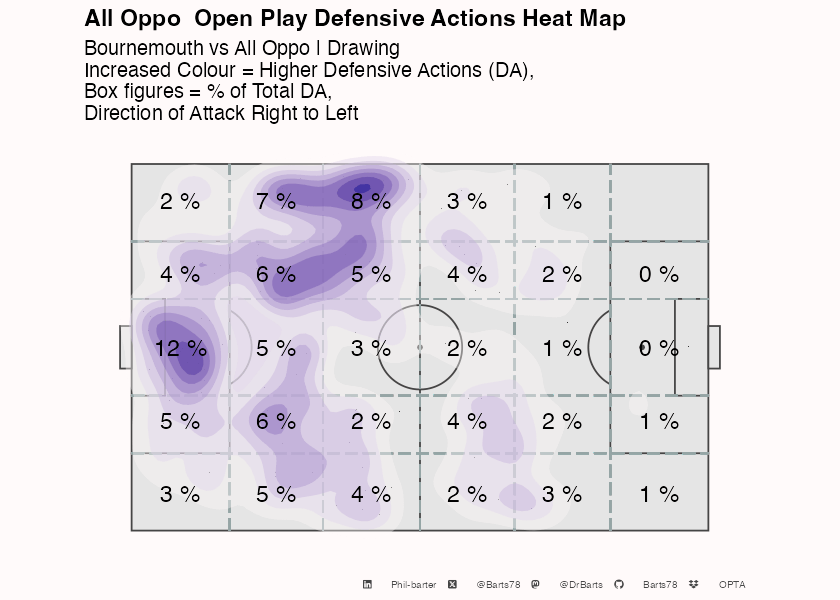 All Oppo  Open Play Defensive Actions Heat Map
Bournemouth vs All Oppo l Drawing
Increased Colour = Higher Defensive Actions (DA),
Box figures = % of Total DA,
Direction of Attack Right to Left
2 % 7 % 8 % 3 % 1 %
4 % 6 % 5 % 4 % 2 % 0 %
12 % 5 % 3 % 2 % 1 % 0 %
5 % 6 % 2 % 4 % 2 % 1 %
3 % 5 % 4 % 2 % 3 % 1 %
Phil-barter @Barts78 @DrBarts Barts78 OPTA